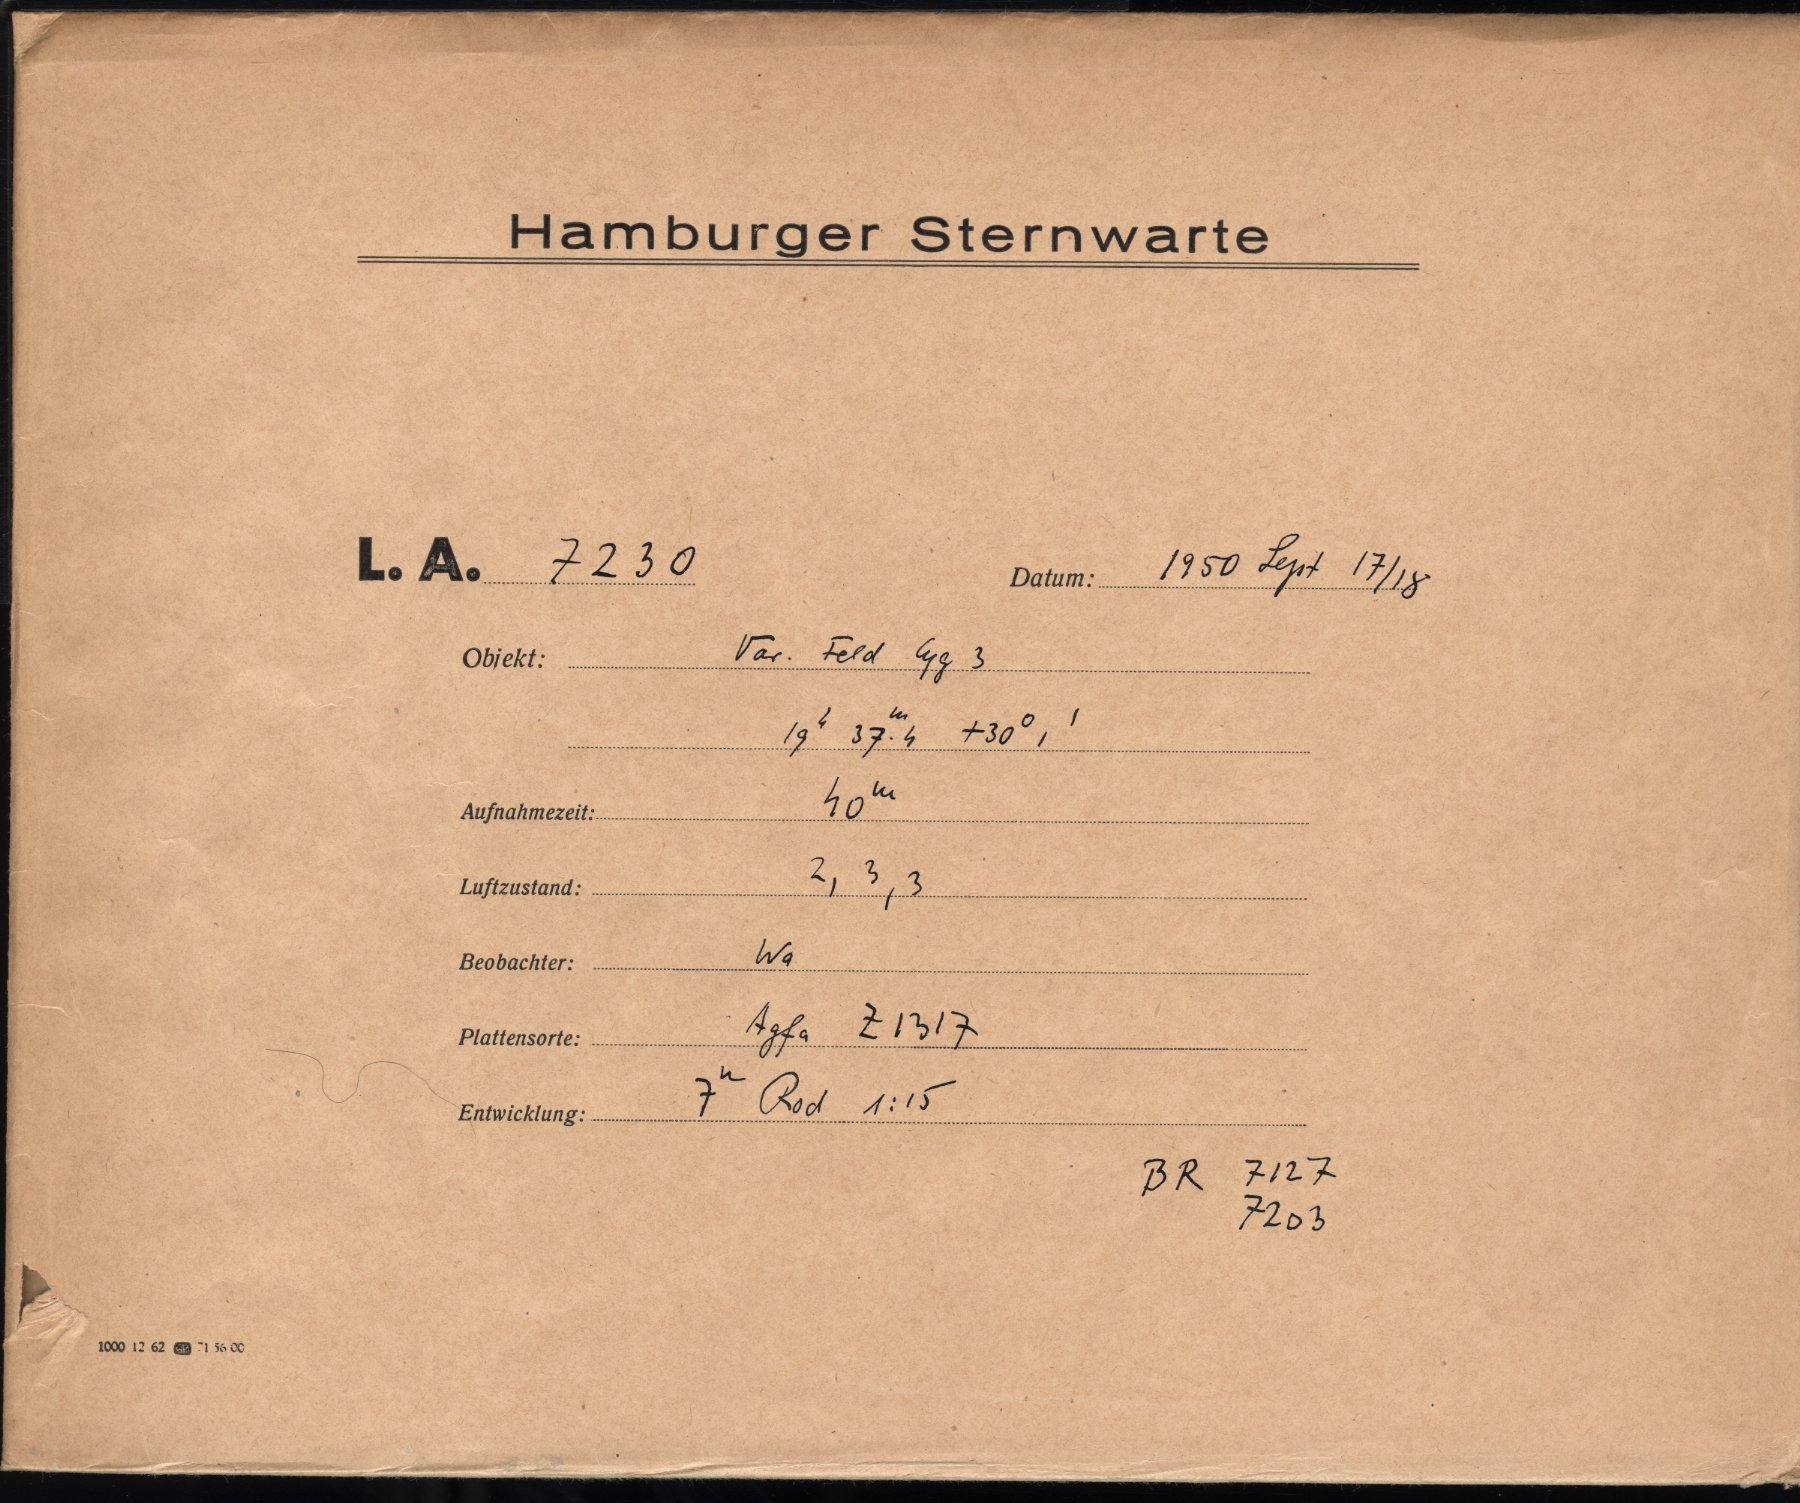 Hamburger Sternwarte
L. A. 7230 Datum: 1950 Sept 17/18
Objekt: Var. Feld Cyg 3
19ʰ 37ᵐ.4 +30° 1'
Aufnahmezeit: 40ᵐ
Luftzustand: 2, 3, 3
Beobachter: Wa
Plattensorte: Agfa Z1317
Entwicklung: 7ᵐ Rod 1:15
BR 7127
7203
1000 12 62 71 56 00